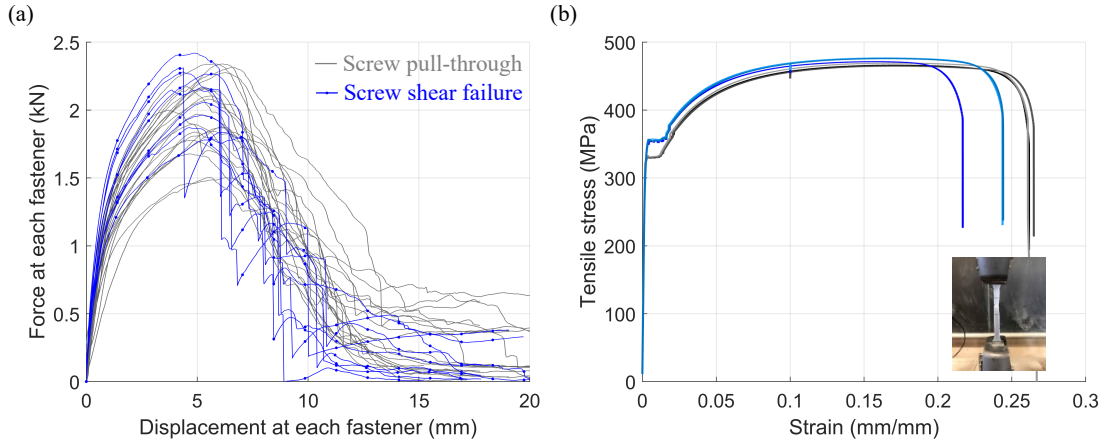 (a)
(b)
Force at each fastener (kN)
2.5
2
1.5
1
0.5
0
Screw pull-through
Screw shear failure
0 5 10 15 20
Displacement at each fastener (mm)
Tensile stress (MPa)
500
400
300
200
100
0
0 0.05 0.1 0.15 0.2 0.25 0.3
Strain (mm/mm)